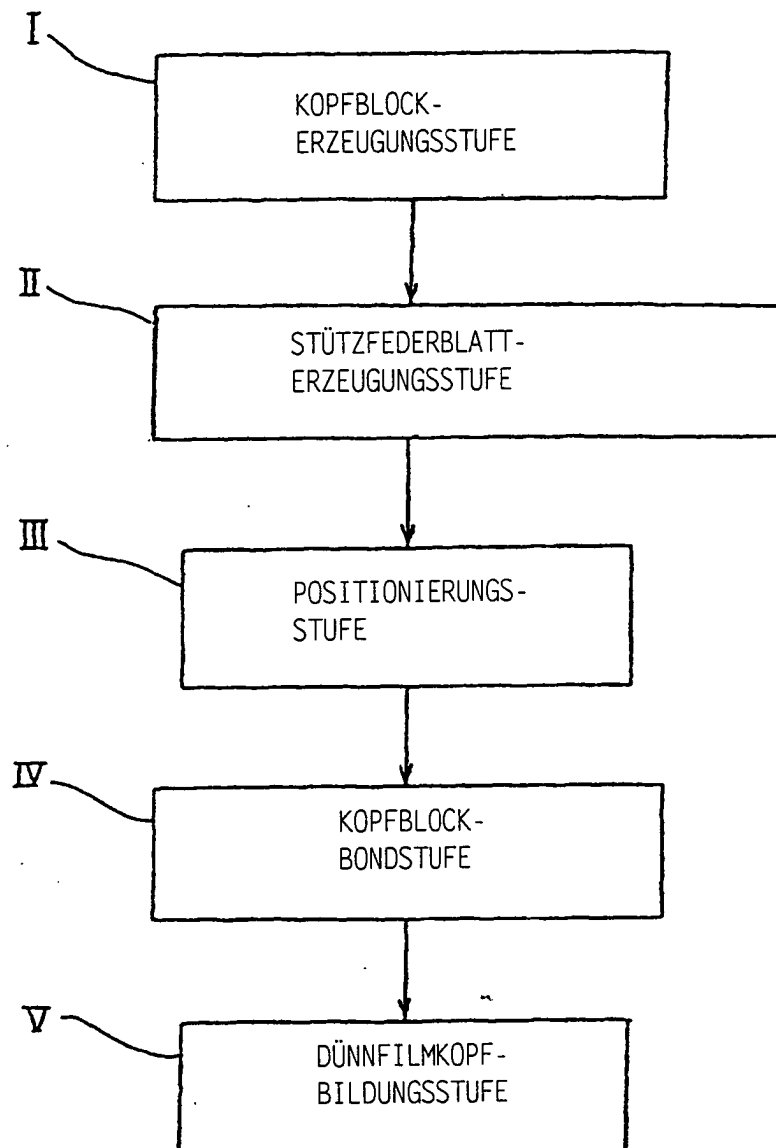 I
KOPFBLOCK-
ERZEUGUNGSSTUFE
II
STÜTZFEDERBLATT-
ERZEUGUNGSSTUFE
III
POSITIONIERUNGS-
STUFE
IV
KOPFBLOCK-
BONDSTUFE
V
DÜNNFILMKOPF-
BILDUNGSSTUFE